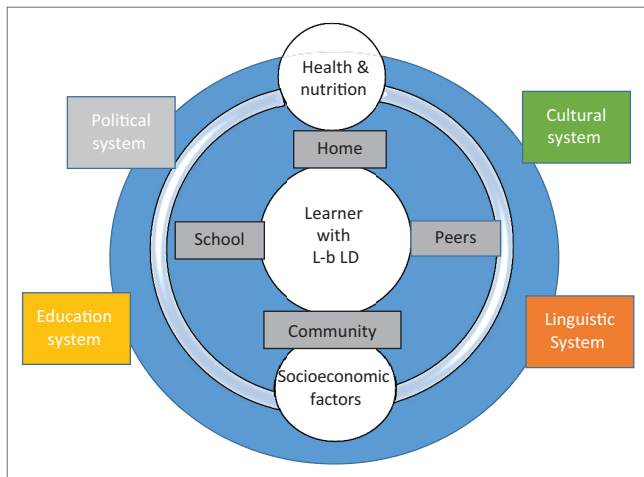 Health &
nutrition
Political
system
Cultural
system
Home
Learner
with
L-b LD
School
Peers
Education
system
Community
Linguistic
System
Socioeconomic
factors